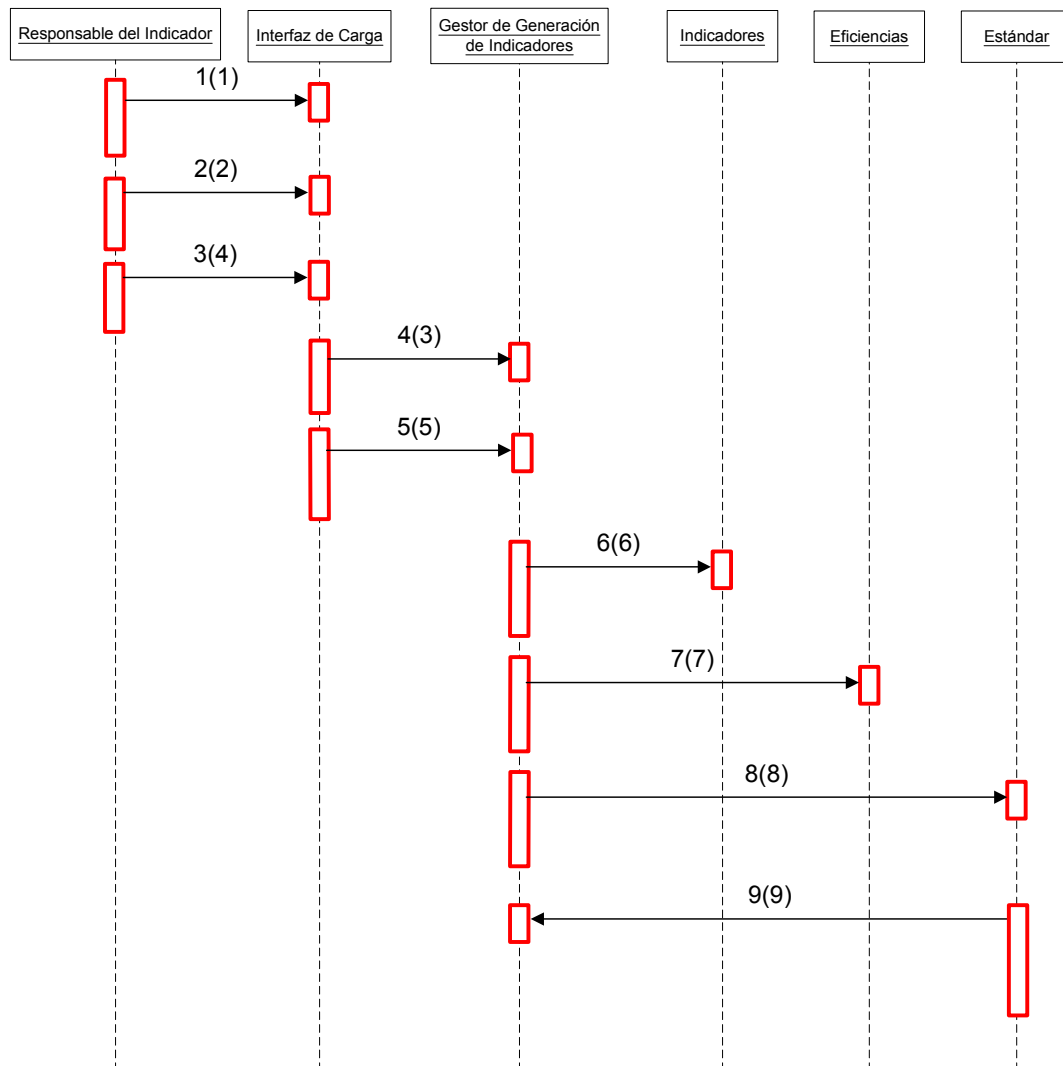 Responsable del Indicador
Interfaz de Carga
Gestor de Generación
de Indicadores
Indicadores
Eficiencias
Estándar
1(1)
2(2)
3(4)
4(3)
5(5)
6(6)
7(7)
8(8)
9(9)